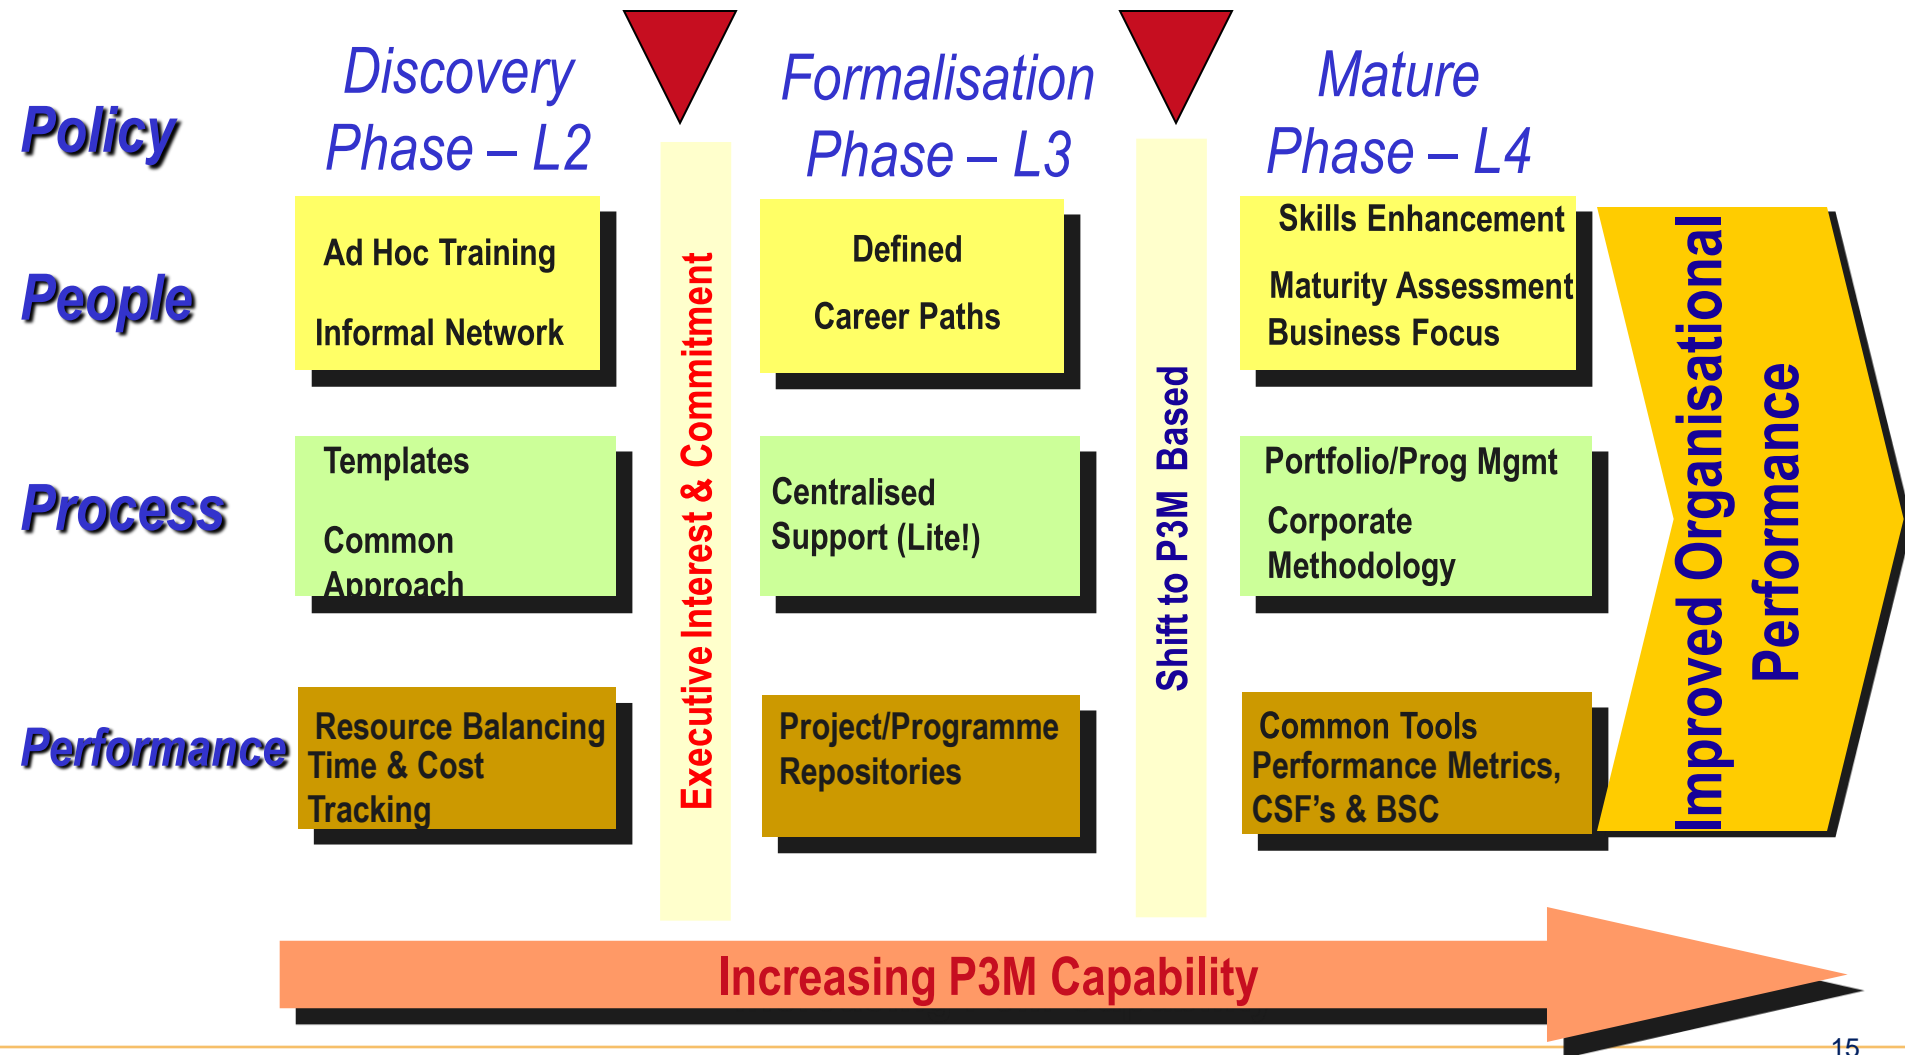 Discovery
Phase – L2
Formalisation
Phase – L3
Mature
Phase – L4
Policy
People
Process
Performance
Ad Hoc Training
Informal Network
Defined
Career Paths
Skills Enhancement
Maturity Assessment
Business Focus
Templates
Common
Approach
Centralised
Support (Lite!)
Portfolio/Prog Mgmt
Corporate
Methodology
Resource Balancing
Time & Cost
Tracking
Project/Programme
Repositories
Common Tools
Performance Metrics,
CSF’s & BSC
Executive Interest & Commitment
Shift to P3M Based
Improved Organisational
Performance
Increasing P3M Capability
15